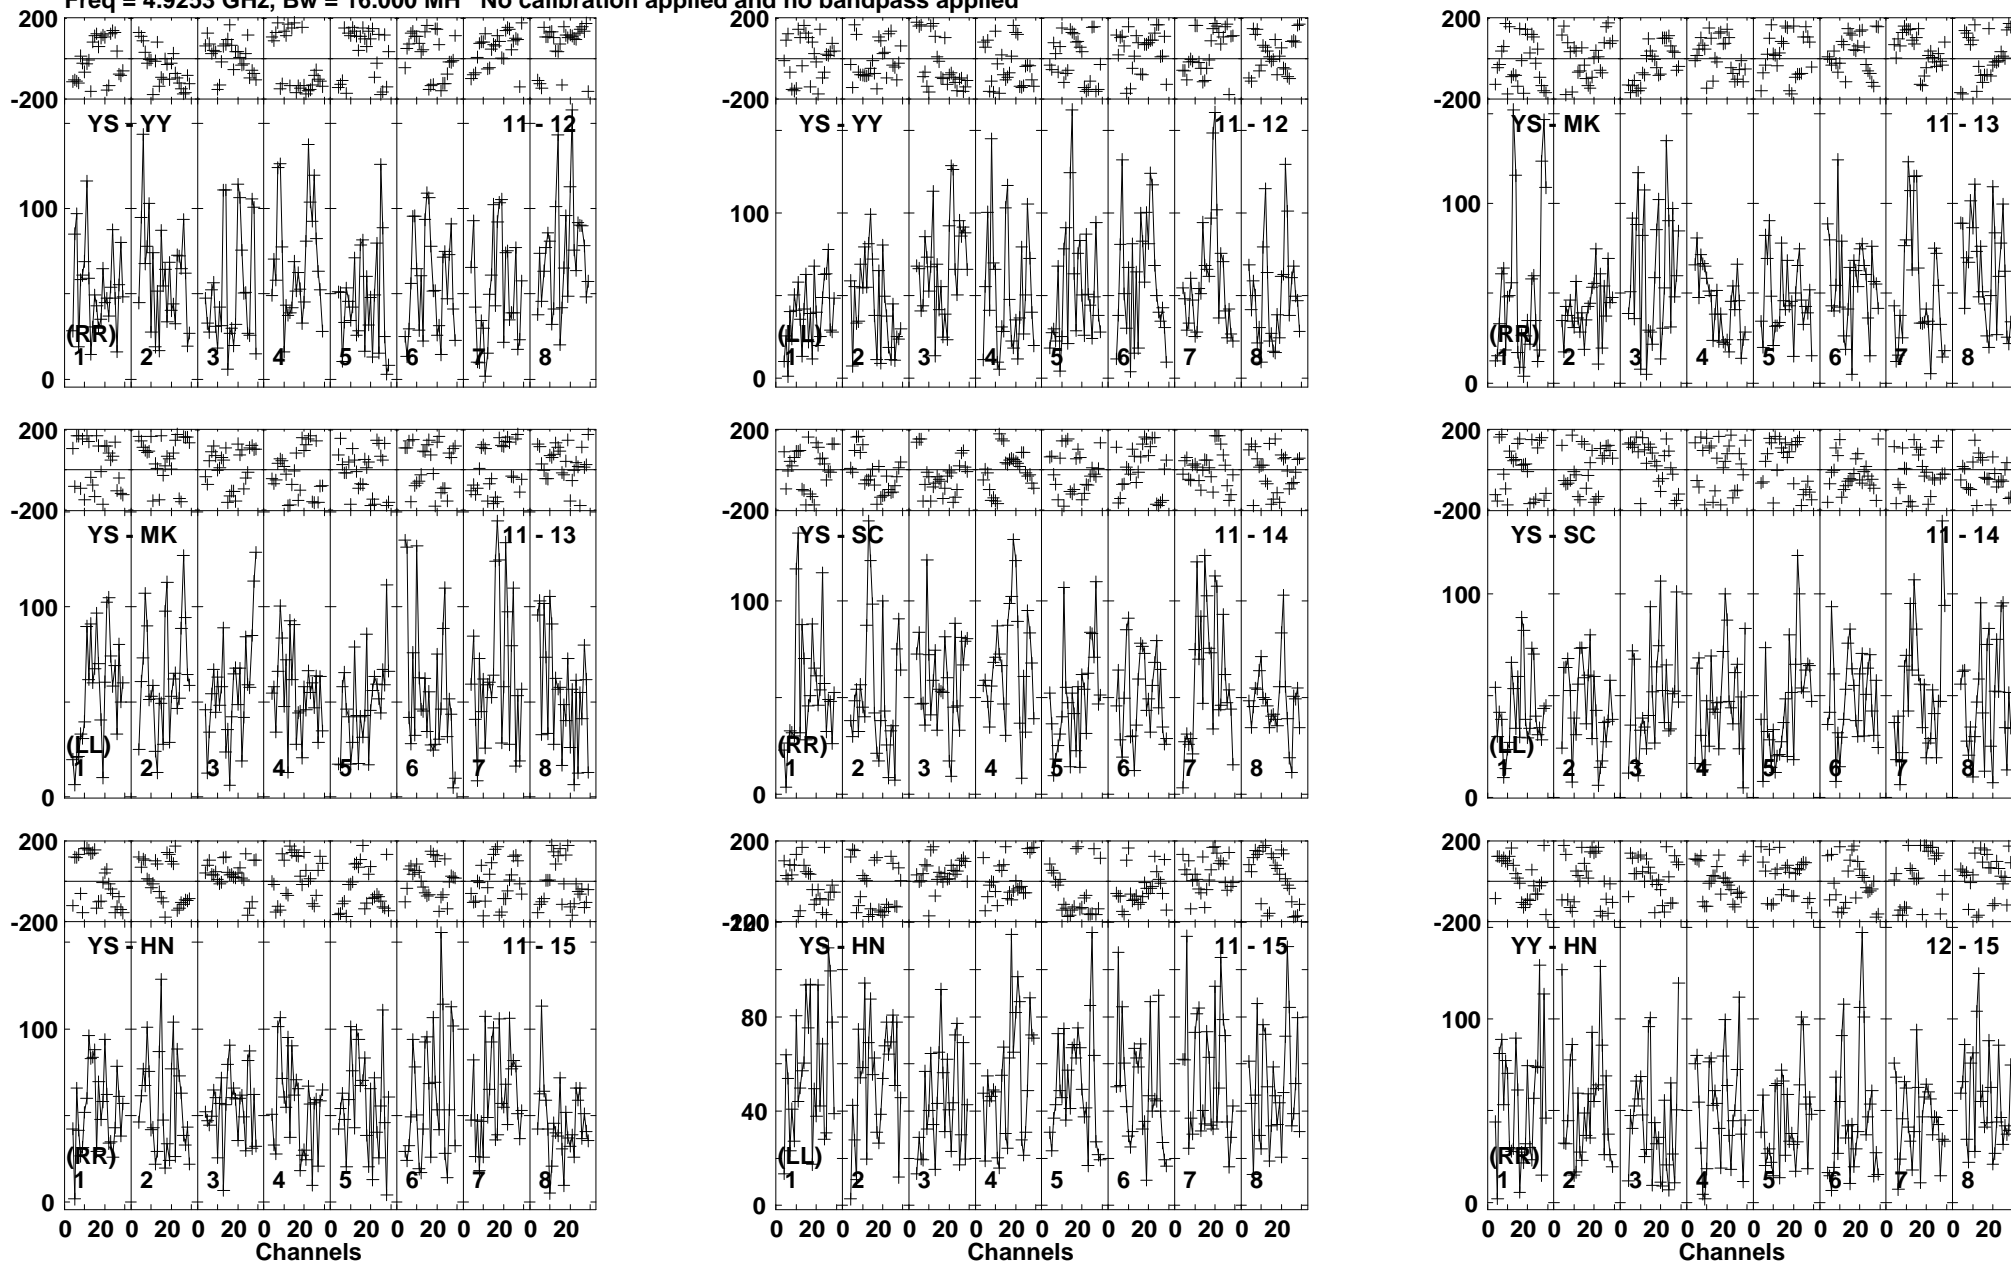 Freq = 4.9253 GHz, Bw = 16.000 MH No calibration applied and no bandpass applied
200 200 200
-200 -200 -200
YS - YY 11 - 12 YS - YY 11 - 12 YS - MK 11 - 13
100 100 100
(RR) (LL) (RR)
1 2 3 4 5 6 7 8 1 2 3 4 5 6 7 8 1 2 3 4 5 6 7 8
0 0 0
200 200 200
-200 -200 -200
YS - MK 11 - 13 YS - SC 11 - 14 YS - SC 11 - 14
100 100 100
(LL) (RR) (LL)
1 2 3 4 5 6 7 8 1 2 3 4 5 6 7 8 1 2 3 4 5 6 7 8
0 0 0
200 200 200
-200 -200 120 -200
YS - HN 11 - 15 YS - HN 11 - 15 YY - HN 12 - 15
100 80 100
40
(RR) (LL) (RR)
1 2 3 4 5 6 7 8 1 2 3 4 5 6 7 8 1 2 3 4 5 6 7 8
0 0 0
0 20 0 20 0 20 0 20 0 20 0 20 0 20 0 20 0 20 0 20 0 20 0 20 0 20 0 20 0 20 0 20 0 20 0 20 0 20 0 20 0 20 0 20 0 20 0 20
Channels Channels Channels